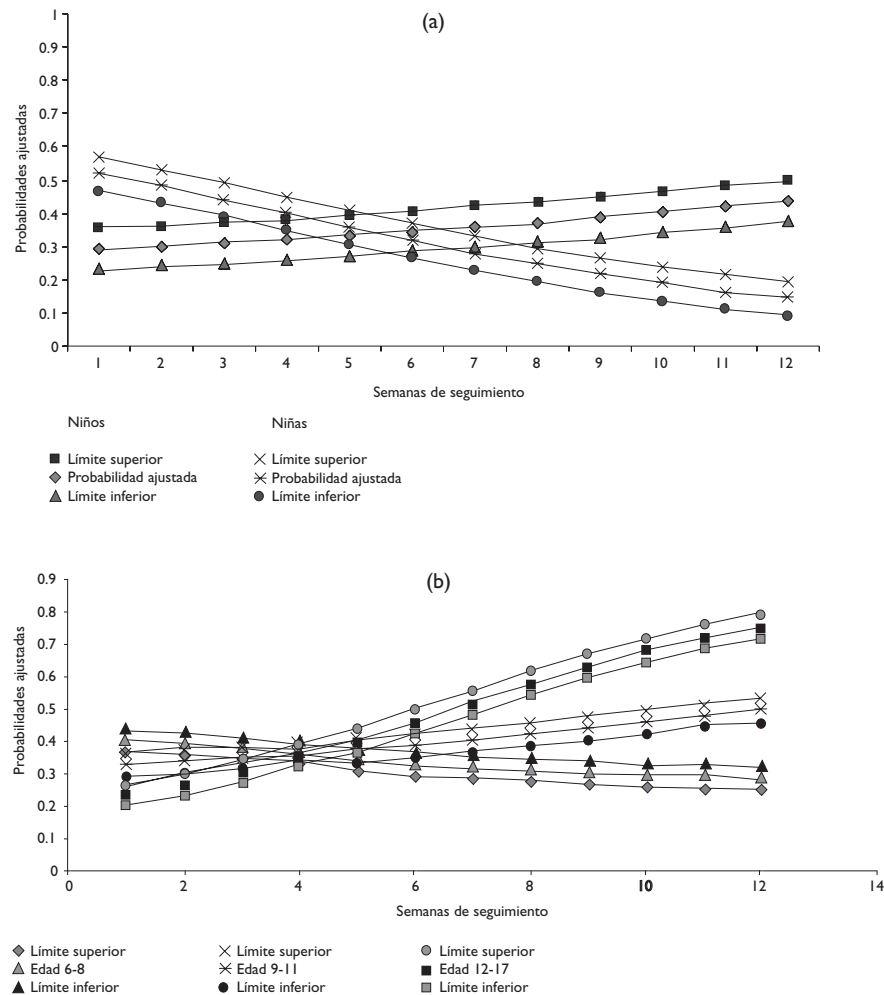 (a)
1
0.9
0.8
0.7
0.6
0.5
0.4
0.3
0.2
0.1
0
Probabilidades ajustadas
1 2 3 4 5 6 7 8 9 10 11 12
Semanas de seguimiento
Niños Niñas
Límite superior Límite superior
Probabilidad ajustada Probabilidad ajustada
Límite inferior Límite inferior
(b)
0.9
0.8
0.7
0.6
0.5
0.4
0.3
0.2
0.1
0
Probabilidades ajustadas
0 2 4 6 8 10 12 14
Semanas de seguimiento
Límite superior Límite superior Límite superior
Edad 6-8 Edad 9-11 Edad 12-17
Límite inferior Límite inferior Límite inferior